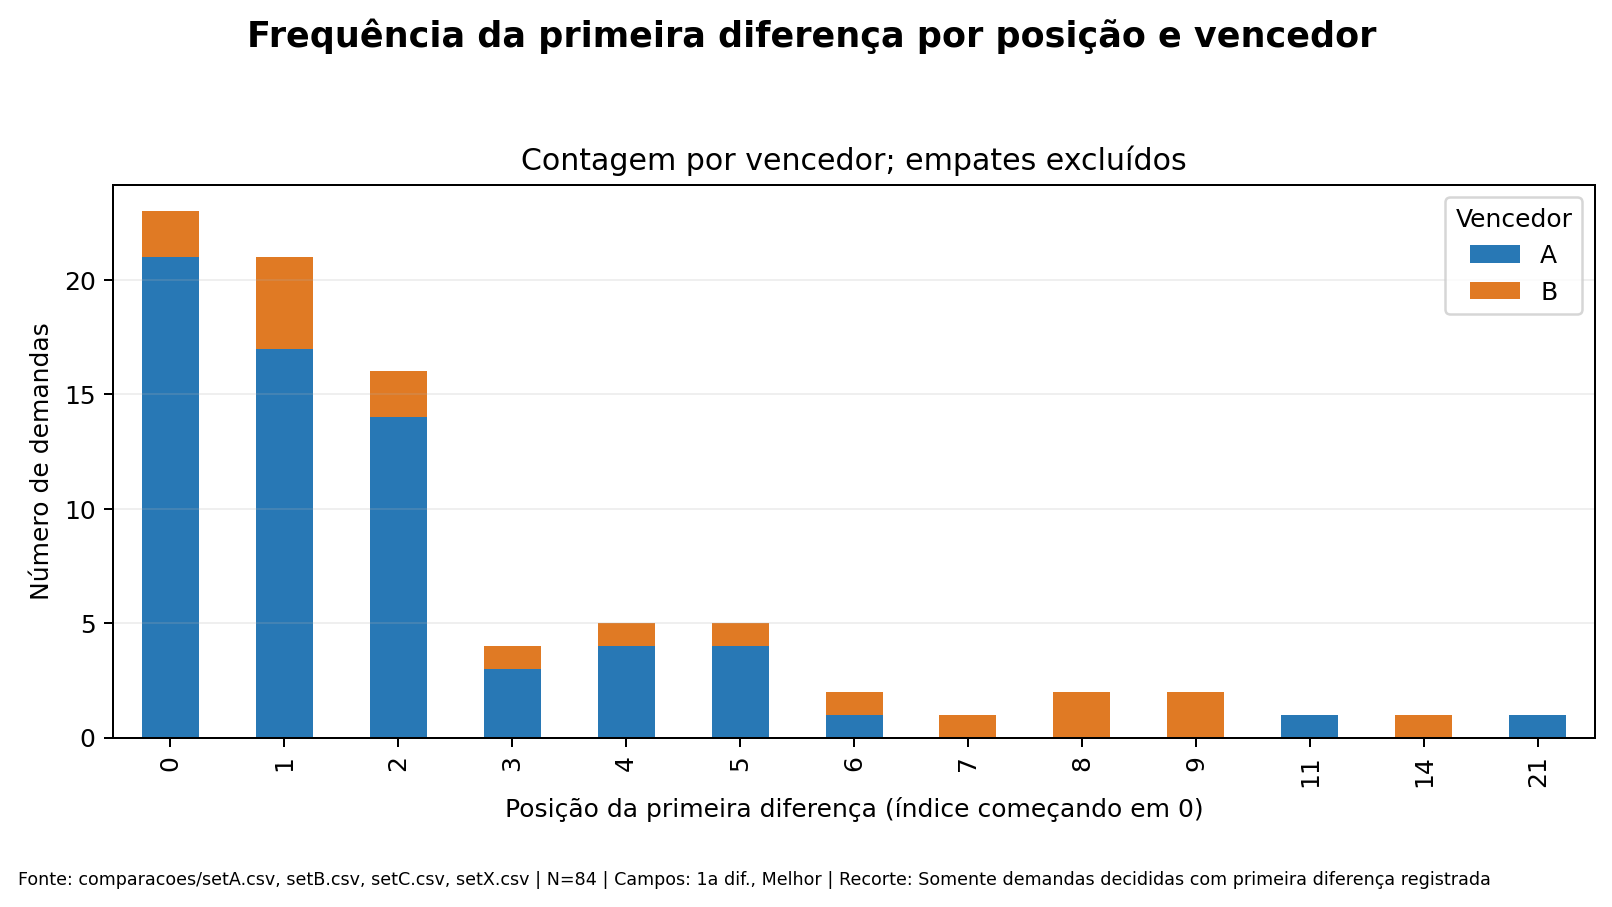 Frequência da primeira diferença por posição e vencedor
Contagem por vencedor; empates excluídos
Vencedor
A
B
Número de demandas
20
15
10
5
0
0 1 2 3 4 5 6 7 8 9 11 14 21
Posição da primeira diferença (índice começando em 0)
Fonte: comparacoes/setA.csv, setB.csv, setC.csv, setX.csv | N=84 | Campos: 1a dif., Melhor | Recorte: Somente demandas decididas com primeira diferença registrada